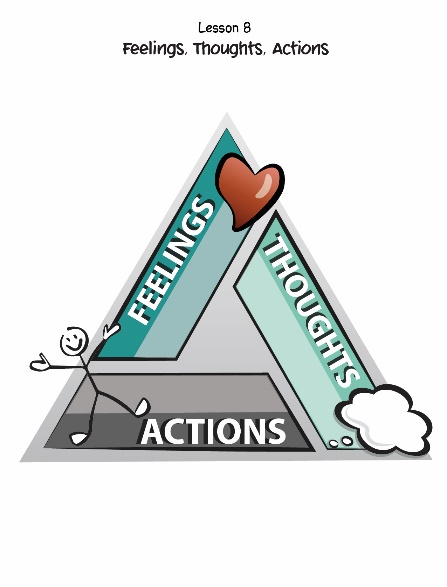 Lesson 8
Feelings, Thoughts, Actions
FEELINGS
THOUGHTS
ACTIONS